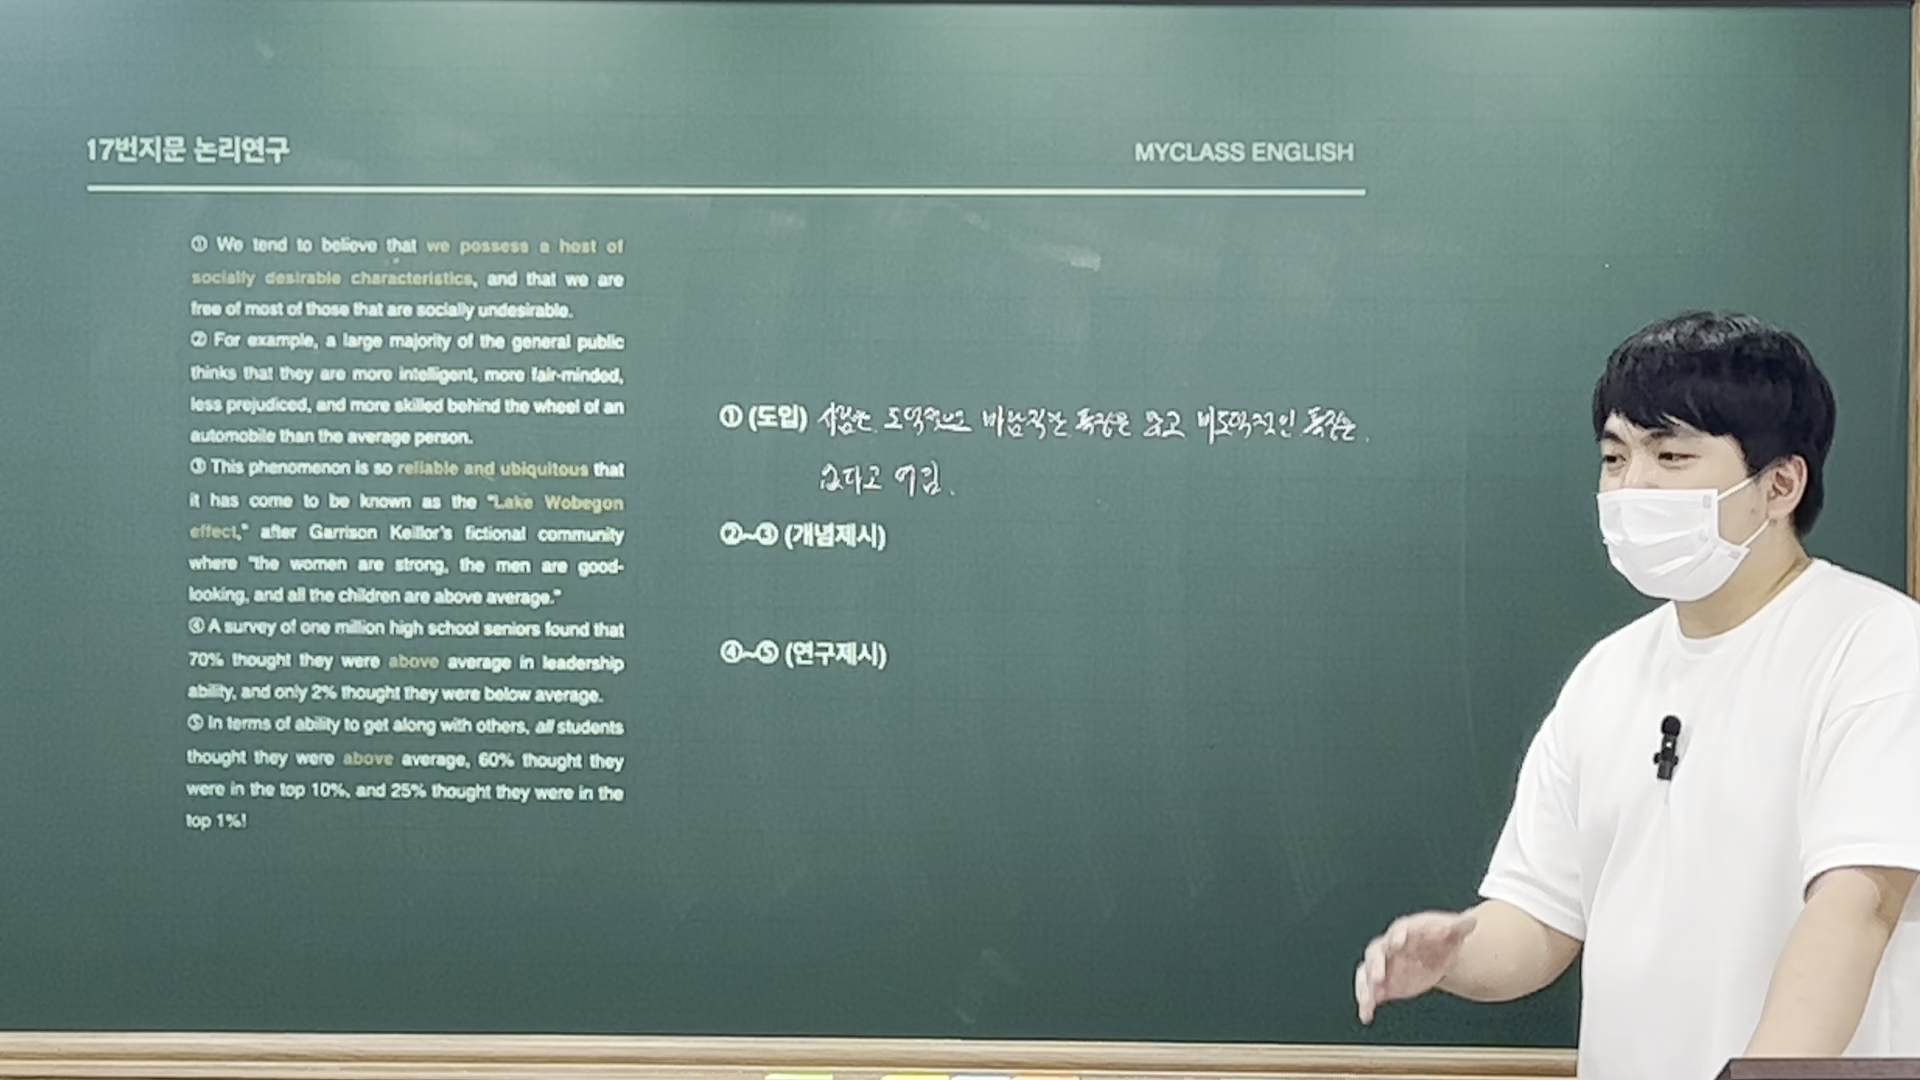 17번지문 논리연구
MYCLASS ENGLISH
① We tend to believe that we possess a host of
socially desirable characteristics, and that we are
free of most of those that are socially undesirable.
② For example, a large majority of the general public
thinks that they are more intelligent, more fair-minded,
less prejudiced, and more skilled behind the wheel of an
automobile than the average person.
③ This phenomenon is so reliable and ubiquitous that
it has come to be known as the "Lake Wobegon
effect," after Garrison Keillor's fictional community
where "the women are strong, the men are good-
looking, and all the children are above average."
④ A survey of one million high school seniors found that
70% thought they were above average in leadership
ability, and only 2% thought they were below average.
⑤ In terms of ability to get along with others, all students
thought they were above average, 60% thought they
were in the top 10%, and 25% thought they were in the
top 1%!
① (도입) 사람은 도덕적으로 바람직한 특징은 많고 비도덕적인 특징은
없다고 여김.
②~③ (개념제시)
④~⑤ (연구제시)